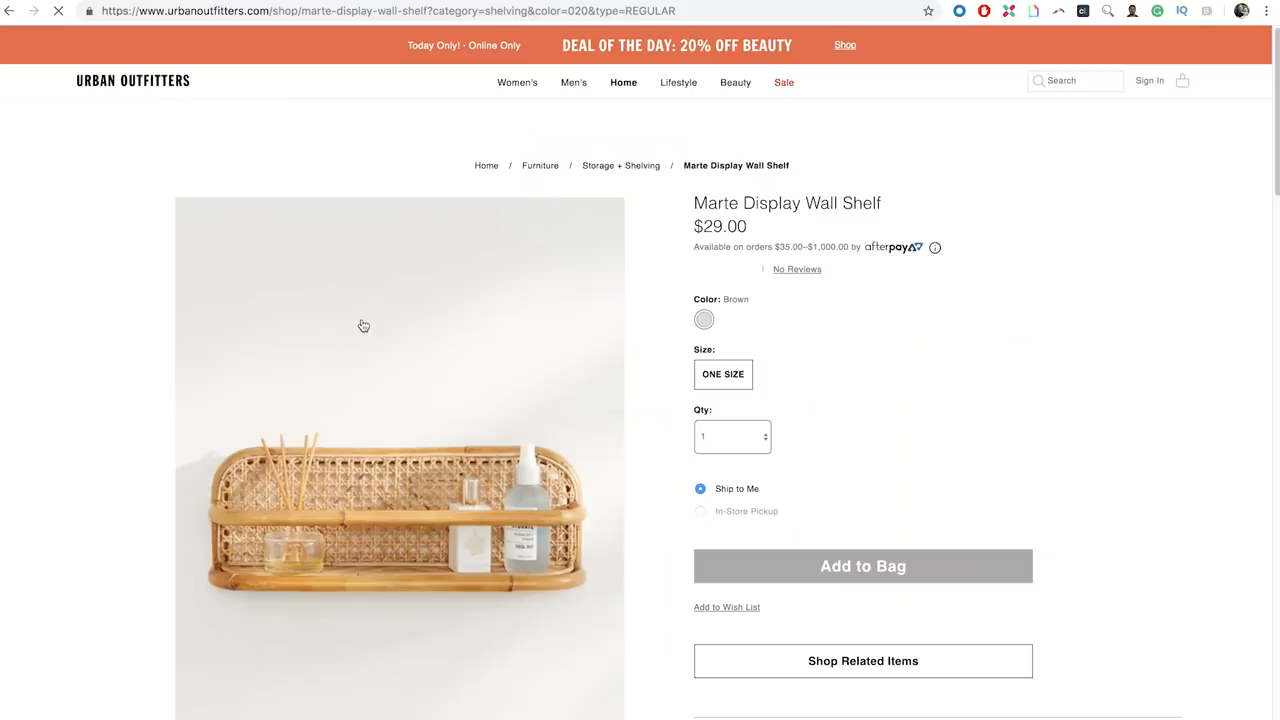 https://www.urbanoutfitters.com/shop/marte-display-wall-shelf?category=shelving&color=020&type=REGULAR
Today Only! · Online Only DEAL OF THE DAY: 20% OFF BEAUTY Shop
URBAN OUTFITTERS Women's Men's Home Lifestyle Beauty Sale Search Sign In
Home / Furniture / Storage + Shelving / Marte Display Wall Shelf
Marte Display Wall Shelf
$29.00
Available on orders $35.00–$1,000.00 by afterpay
| No Reviews
Color: Brown
Size:
ONE SIZE
Qty:
1
Ship to Me
In-Store Pickup
Add to Bag
Add to Wish List
Shop Related Items